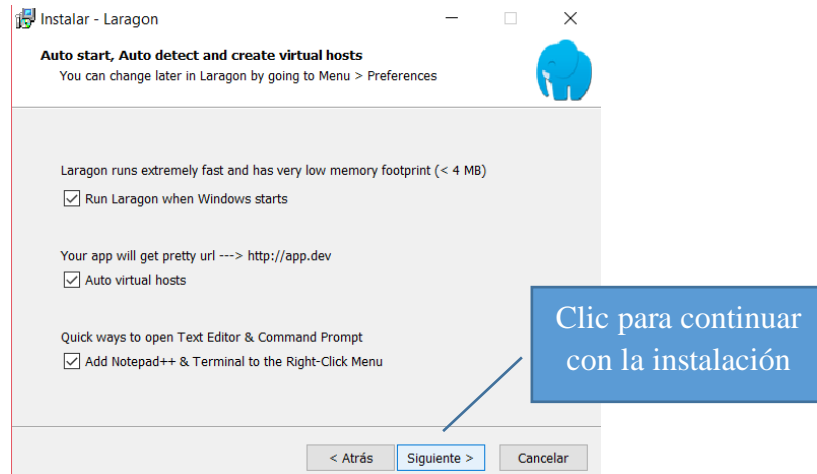 Instalar - Laragon
Auto start, Auto detect and create virtual hosts
You can change later in Laragon by going to Menu > Preferences
Laragon runs extremely fast and has very low memory footprint (< 4 MB)
Run Laragon when Windows starts
Your app will get pretty url ---> http://app.dev
Auto virtual hosts
Quick ways to open Text Editor & Command Prompt
Add Notepad++ & Terminal to the Right-Click Menu
Clic para continuar
con la instalación
< Atrás
Siguiente >
Cancelar